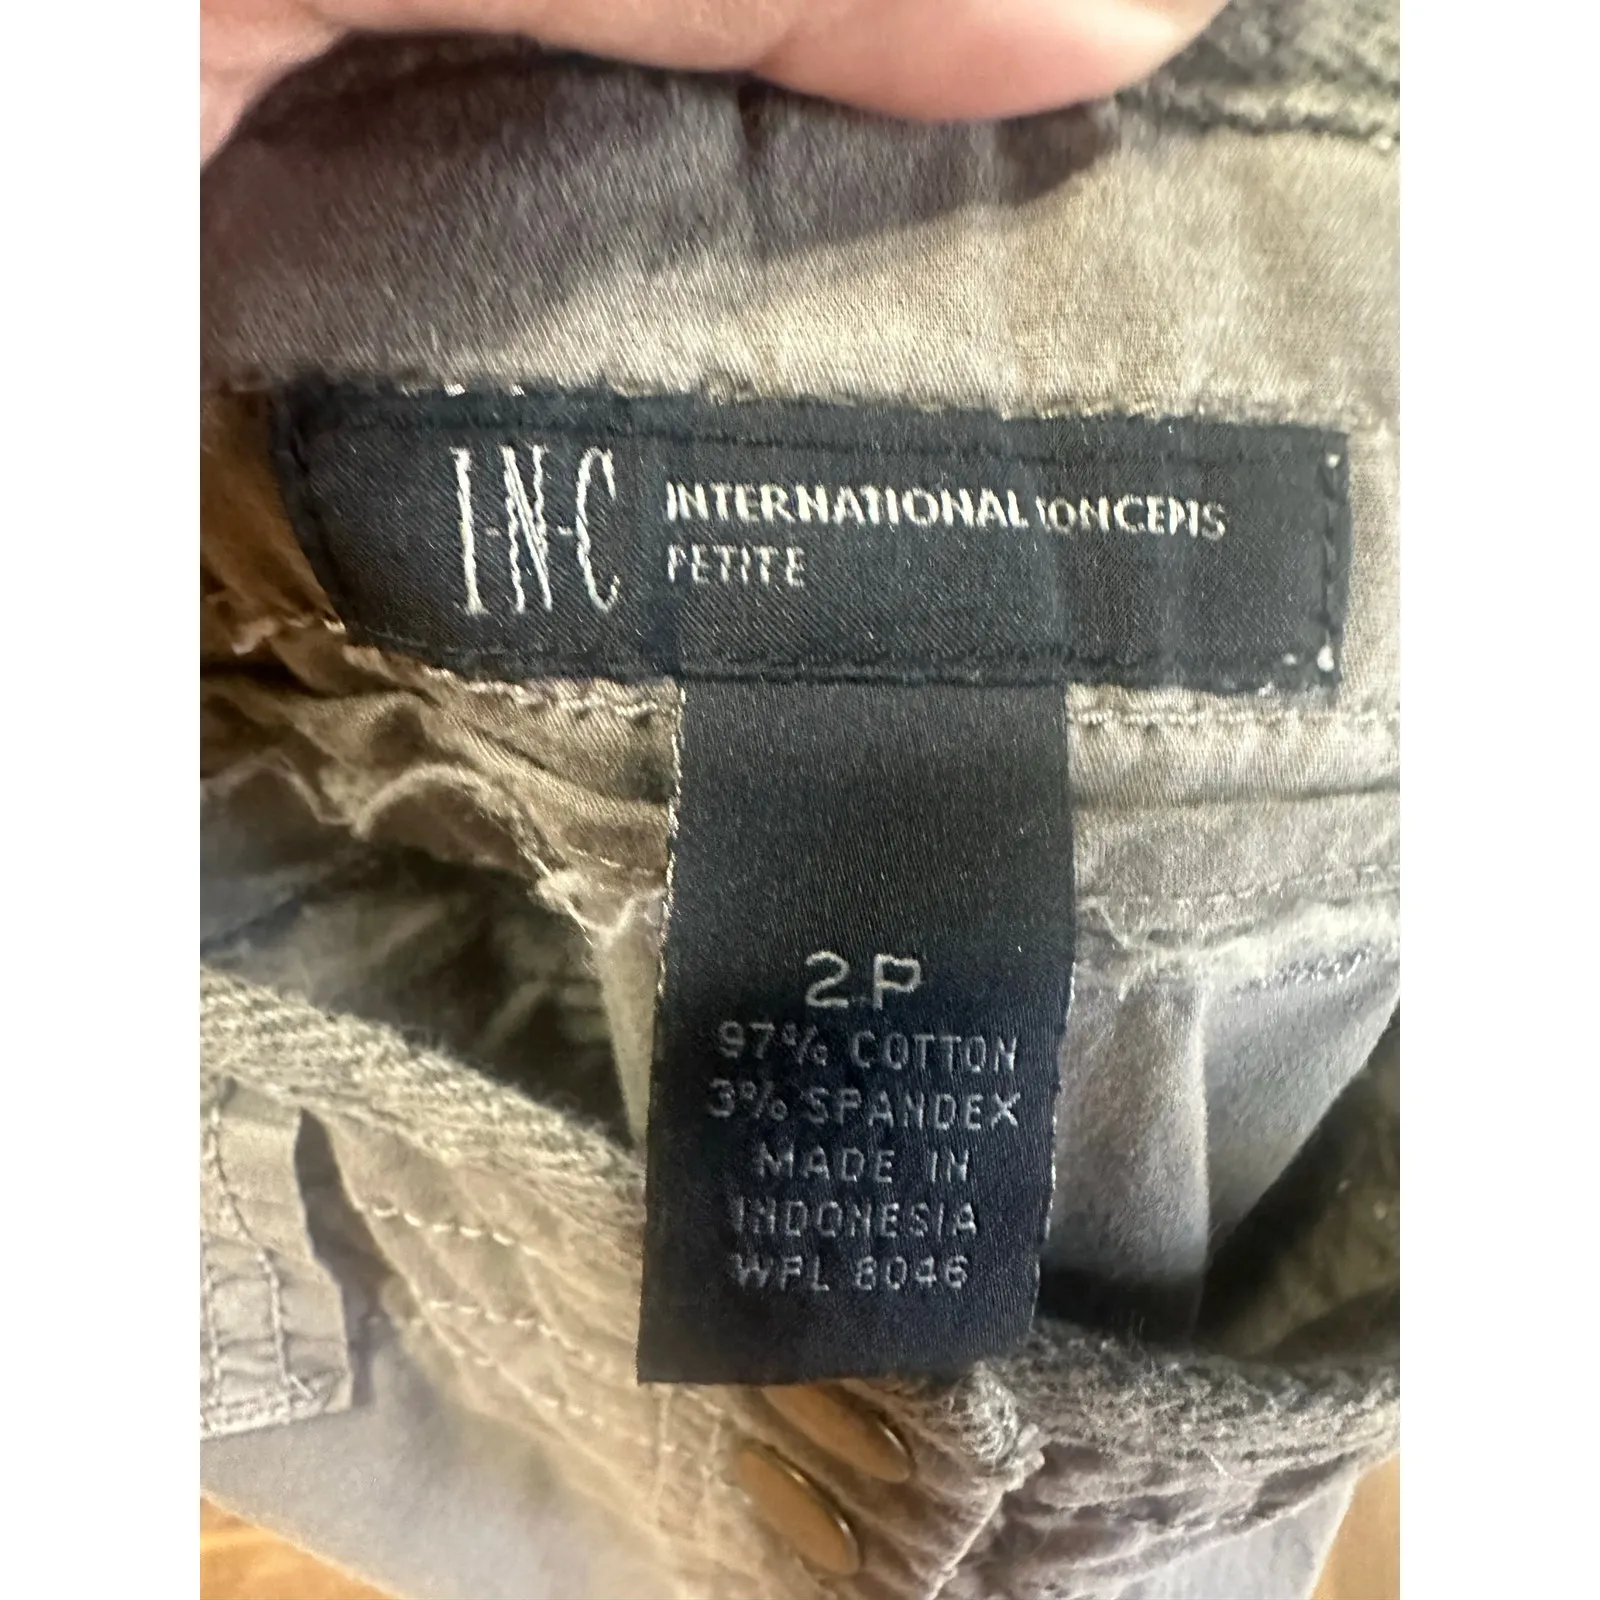 I·N·C INTERNATIONAL CONCEPTS
PETITE
2P
97% COTTON
3% SPANDEX
MADE IN
INDONESIA
WPL 8046